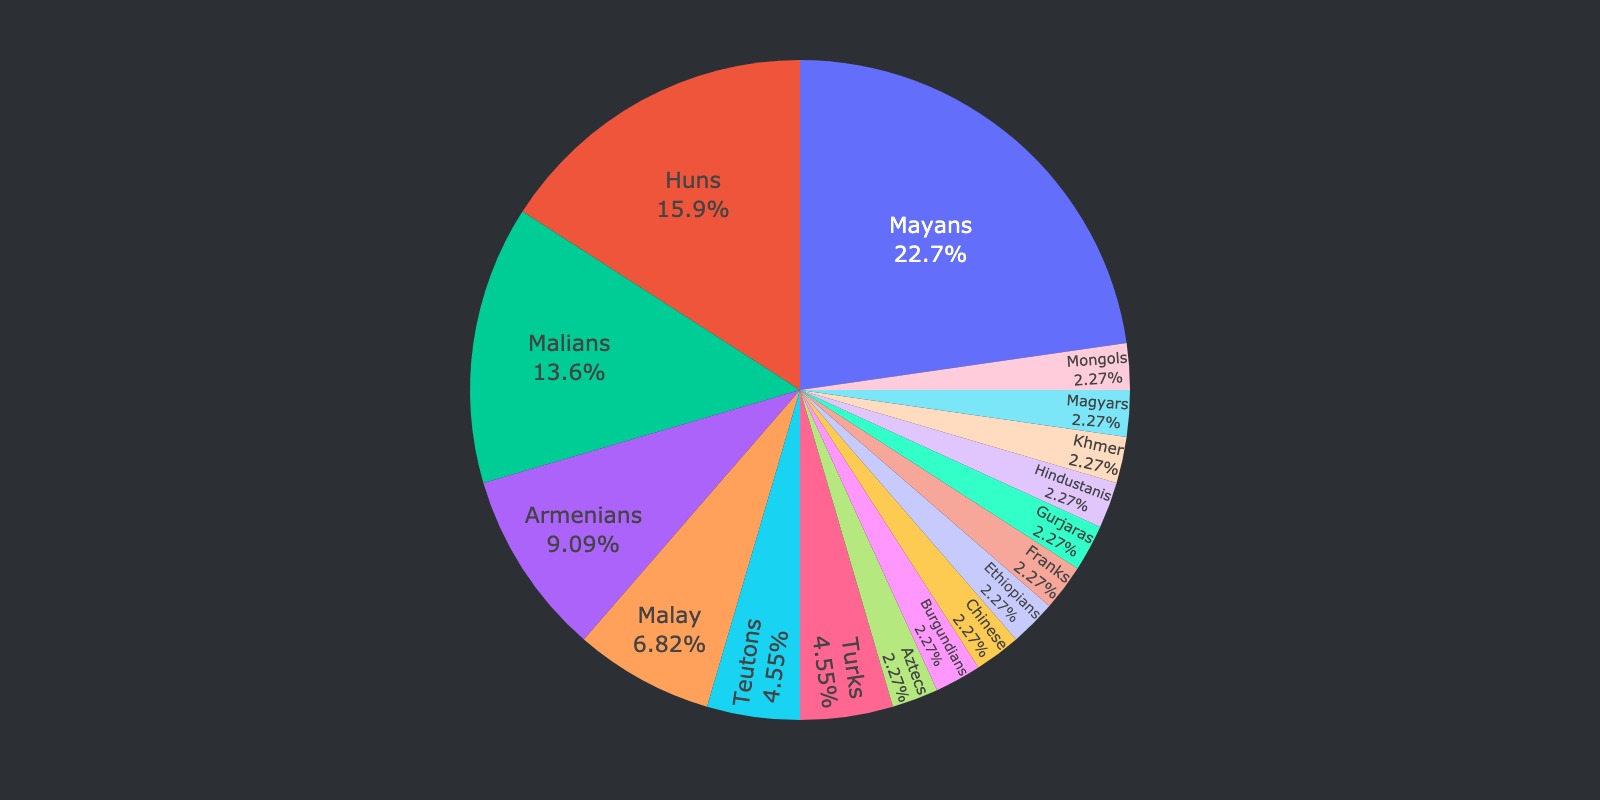 Huns
15.9%
Mayans
22.7%
Malians
13.6%
Mongols
2.27%
Magyars
2.27%
Khmer
2.27%
Hindustanis
2.27%
Gurjaras
2.27%
Franks
2.27%
Ethiopians
2.27%
Chinese
2.27%
Burgundians
2.27%
Aztecs
2.27%
Turks
4.55%
Teutons
4.55%
Malay
6.82%
Armenians
9.09%